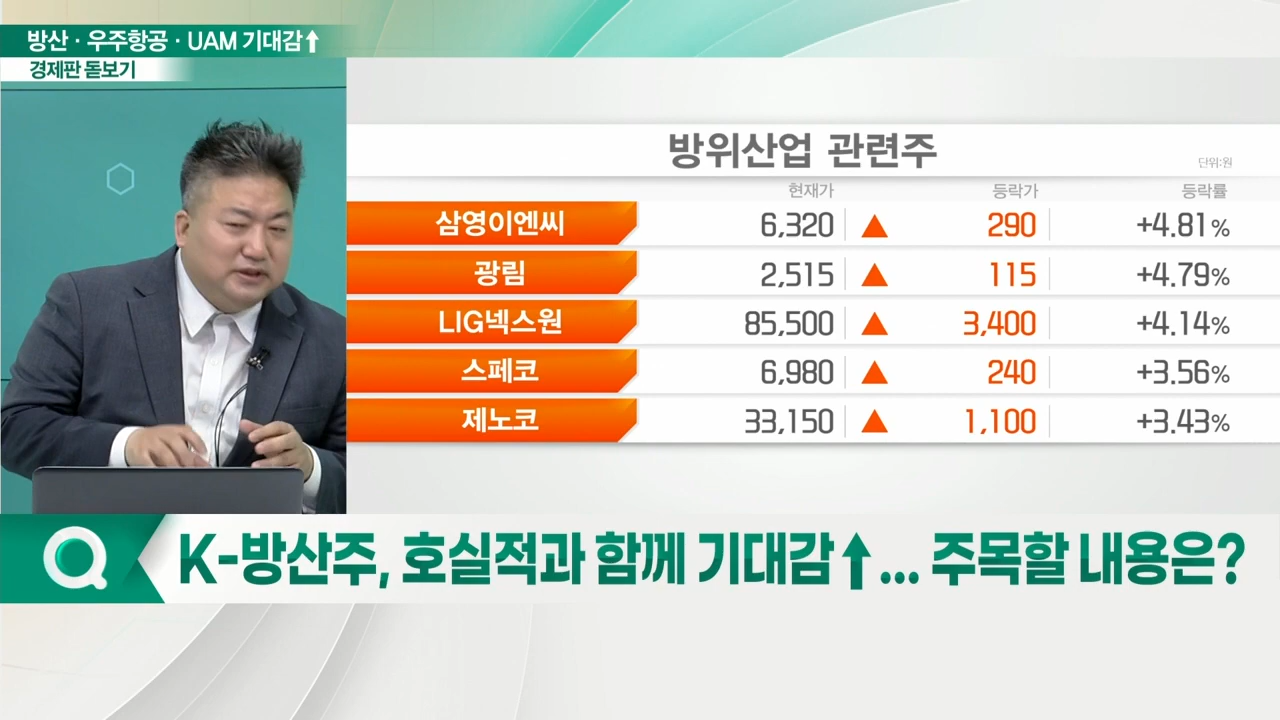 방산 · 우주항공 · UAM 기대감↑
경제판 돋보기
방위산업 관련주
단위:원
현재가 등락가 등락률
삼영이엔씨 6,320 ▲ 290 +4.81%
광림 2,515 ▲ 115 +4.79%
LIG넥스원 85,500 ▲ 3,400 +4.14%
스페코 6,980 ▲ 240 +3.56%
제노코 33,150 ▲ 1,100 +3.43%
Q K-방산주, 호실적과 함께 기대감↑... 주목할 내용은?